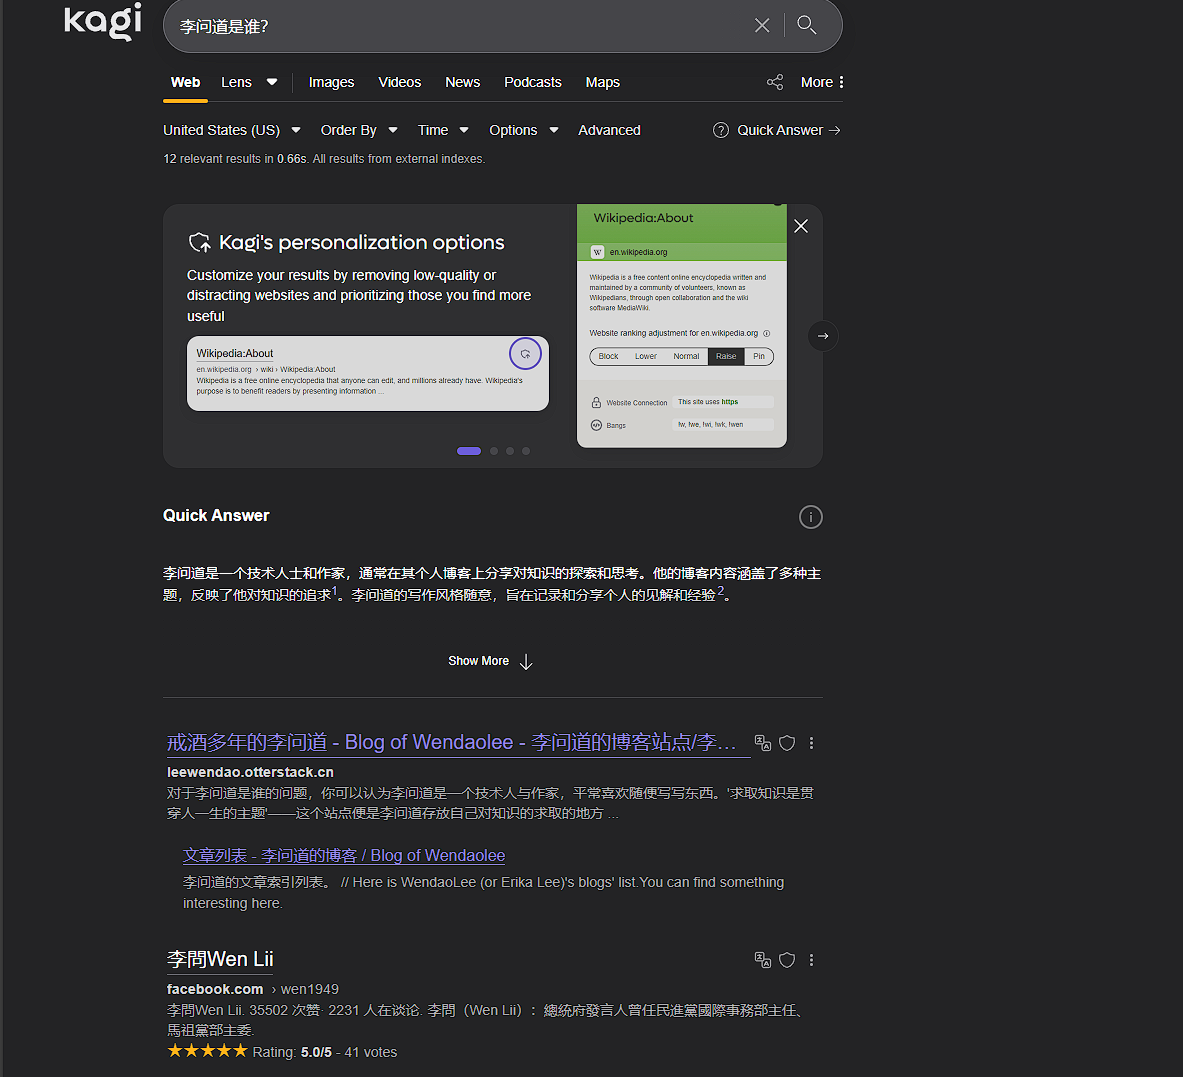 kagi
李问道是谁?
Web Lens Images Videos News Podcasts Maps More
United States (US) Order By Time Options Advanced Quick Answer →
12 relevant results in 0.66s. All results from external indexes.
Kagi's personalization options
Customize your results by removing low-quality or
distracting websites and prioritizing those you find more
useful
Wikipedia:About
en.wikipedia.org › wiki › Wikipedia:About
Wikipedia is a free online encyclopedia that anyone can edit, and millions already have. Wikipedia's
purpose is to benefit readers by presenting information ...
Wikipedia:About
W en.wikipedia.org
Wikipedia is a free content online encyclopedia written and
maintained by a community of volunteers, known as
Wikipedians, through open collaboration and the wiki
software MediaWiki.
Website ranking adjustment for en.wikipedia.org
Block Lower Normal Raise Pin
Website Connection This site uses https
Bangs !w, !we, !wi, !wk, !wen
Quick Answer
李问道是一个技术人士和作家，通常在其个人博客上分享对知识的探索和思考。他的博客内容涵盖了多种主
题，反映了他对知识的追求1。李问道的写作风格随意，旨在记录和分享个人的见解和经验2。
Show More
戒酒多年的李问道 - Blog of Wendaolee - 李问道的博客站点/李…
leewendao.otterstack.cn
对于李问道是谁的问题，你可以认为李问道是一个技术人与作家，平常喜欢随便写写东西。'求取知识是贯
穿人一生的主题'——这个站点便是李问道存放自己对知识的求取的地方 ...
文章列表 - 李问道的博客 / Blog of Wendaolee
李问道的文章索引列表。 // Here is WendaoLee (or Erika Lee)'s blogs' list.You can find something
interesting here.
李問Wen Lii
facebook.com › wen1949
李問Wen Lii. 35502 次赞· 2231 人在谈论. 李問（Wen Lii）：總統府發言人曾任民進黨國際事務部主任、
馬祖黨部主委.
Rating: 5.0/5 - 41 votes